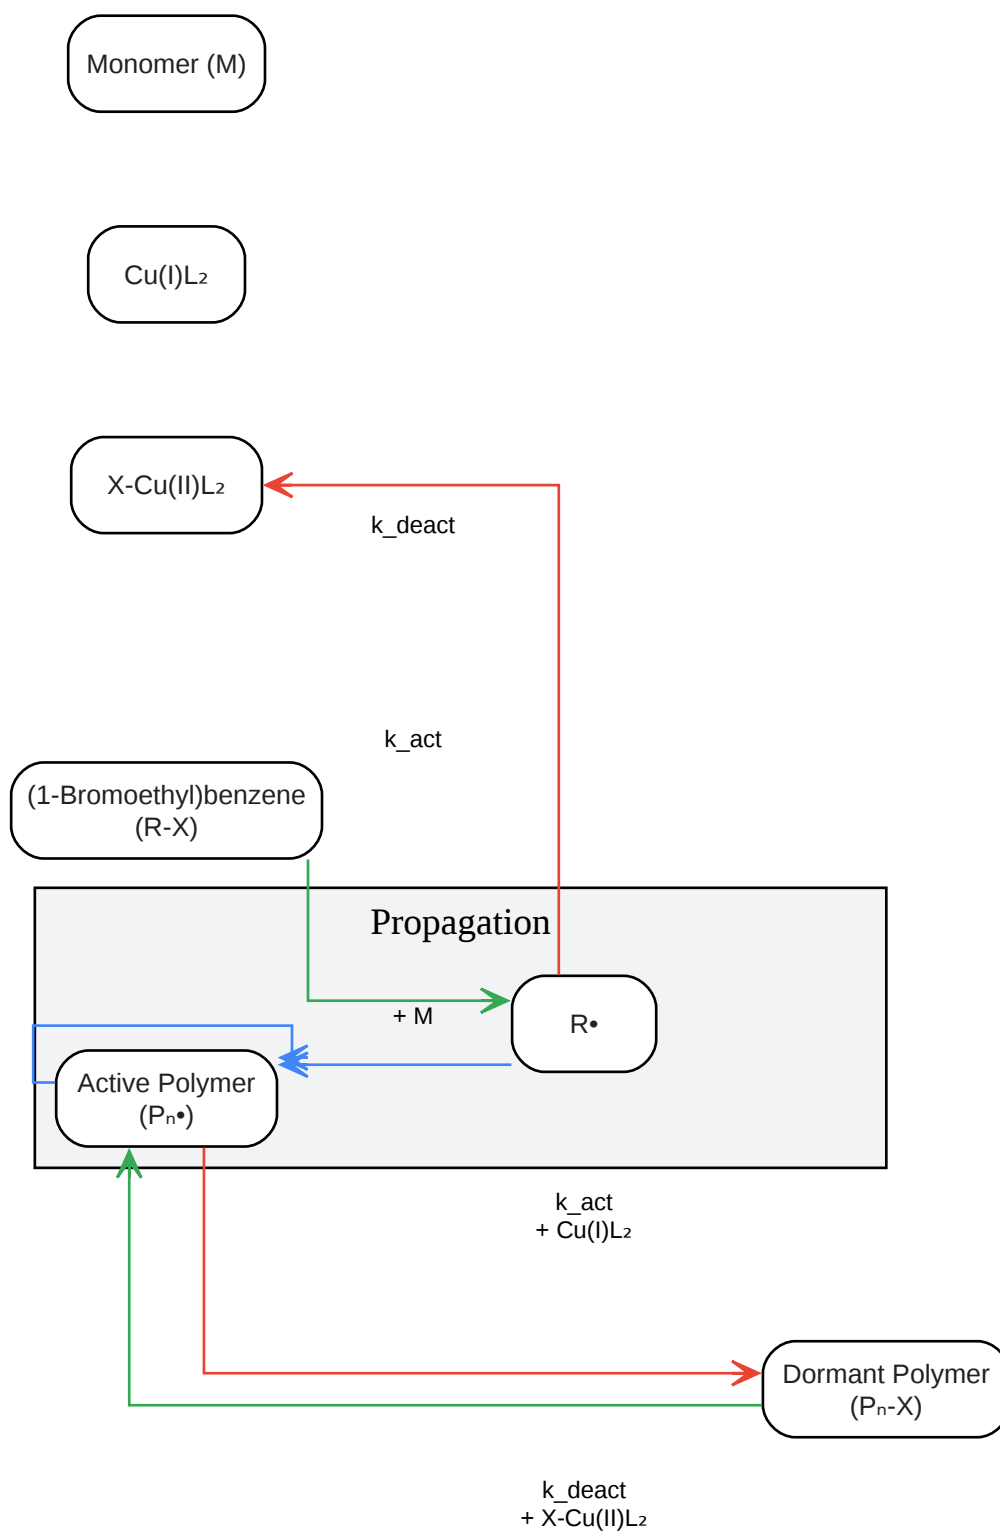 Monomer (M)
Cu(I)L₂
X-Cu(II)L₂
k_deact
k_act
(1-Bromoethyl)benzene
(R-X)
Propagation
+ M
R•
Active Polymer
(Pₙ•)
k_act
+ Cu(I)L₂
Dormant Polymer
(Pₙ-X)
k_deact
+ X-Cu(II)L₂